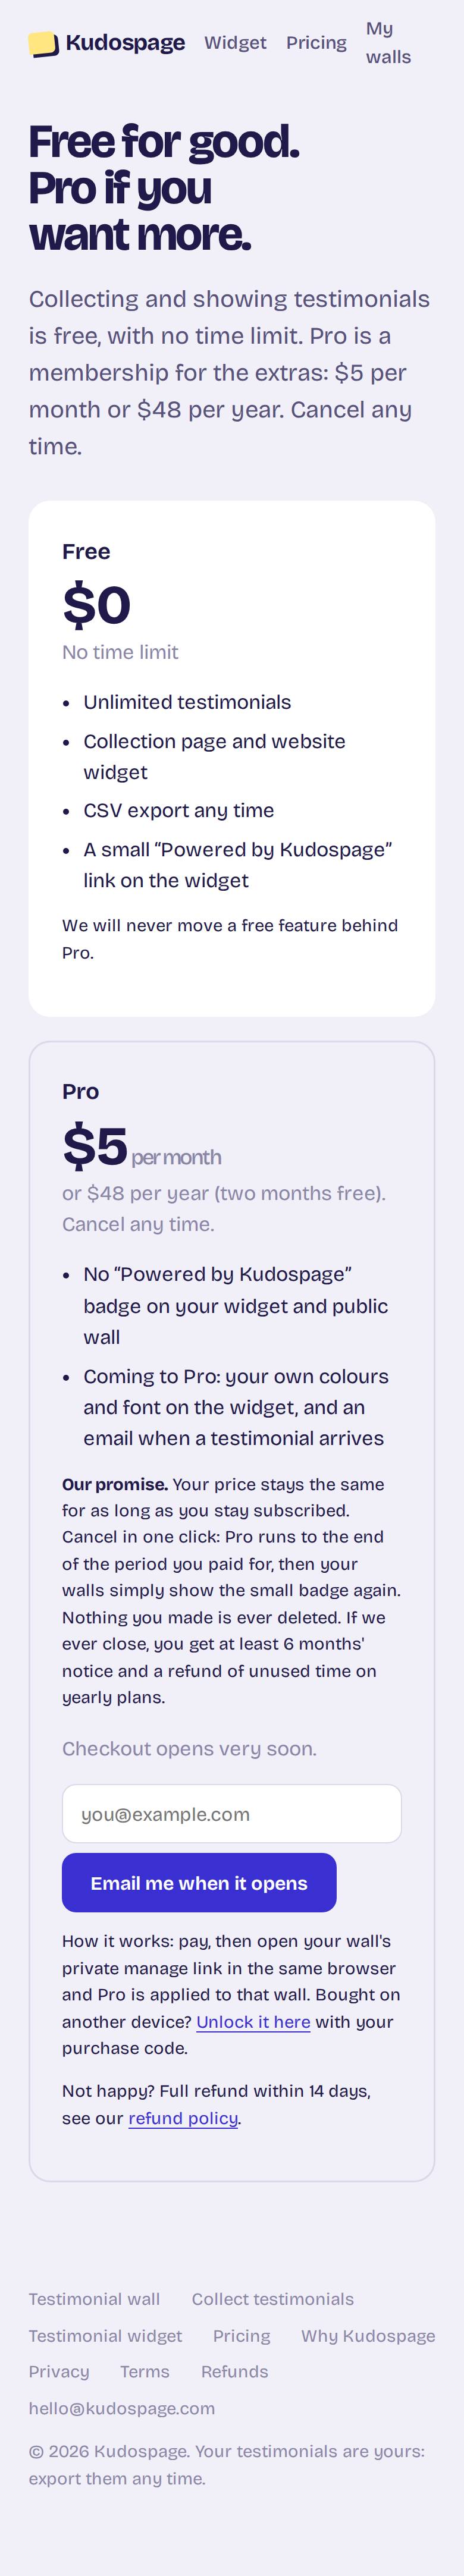 Kudospage Widget Pricing My walls
Free for good.
Pro if you
want more.
Collecting and showing testimonials
is free, with no time limit. Pro is a
membership for the extras: $5 per
month or $48 per year. Cancel any
time.
Free
$0
No time limit
• Unlimited testimonials
• Collection page and website
widget
• CSV export any time
• A small “Powered by Kudospage”
link on the widget
We will never move a free feature behind
Pro.
Pro
$5 per month
or $48 per year (two months free).
Cancel any time.
• No “Powered by Kudospage”
badge on your widget and public
wall
• Coming to Pro: your own colours
and font on the widget, and an
email when a testimonial arrives
Our promise. Your price stays the same
for as long as you stay subscribed.
Cancel in one click: Pro runs to the end
of the period you paid for, then your
walls simply show the small badge again.
Nothing you made is ever deleted. If we
ever close, you get at least 6 months'
notice and a refund of unused time on
yearly plans.
Checkout opens very soon.
you@example.com
Email me when it opens
How it works: pay, then open your wall's
private manage link in the same browser
and Pro is applied to that wall. Bought on
another device? Unlock it here with your
purchase code.
Not happy? Full refund within 14 days,
see our refund policy.
Testimonial wall Collect testimonials
Testimonial widget Pricing Why Kudospage
Privacy Terms Refunds
hello@kudospage.com
© 2026 Kudospage. Your testimonials are yours:
export them any time.